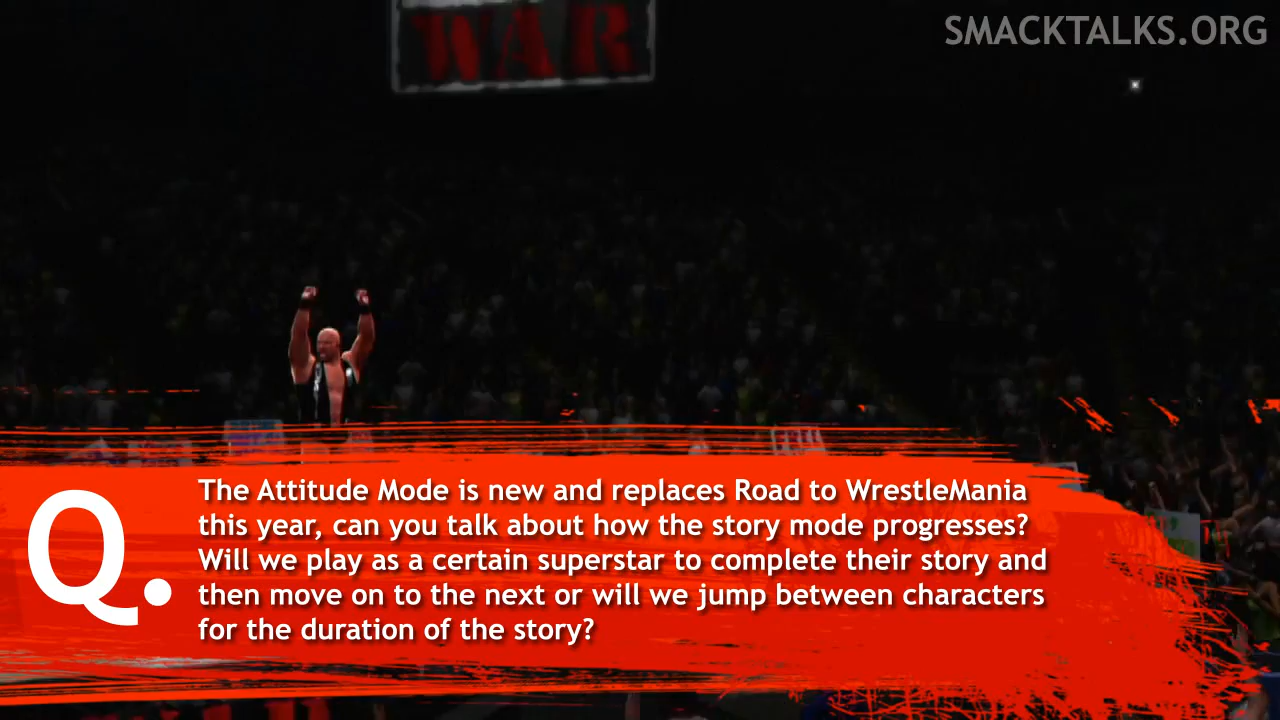 SMACKTALKS.ORG
WAR
Q.
The Attitude Mode is new and replaces Road to WrestleMania
this year, can you talk about how the story mode progresses?
Will we play as a certain superstar to complete their story and
then move on to the next or will we jump between characters
for the duration of the story?